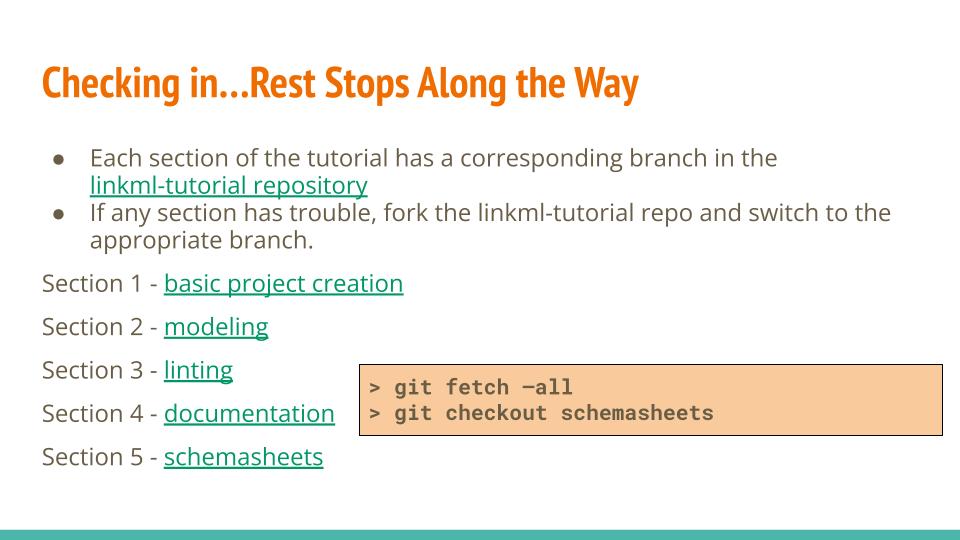 Checking in...Rest Stops Along the Way
● Each section of the tutorial has a corresponding branch in the
linkml-tutorial repository
● If any section has trouble, fork the linkml-tutorial repo and switch to the
appropriate branch.
Section 1 - basic project creation
Section 2 - modeling
Section 3 - linting
Section 4 - documentation
Section 5 - schemasheets
> git fetch —all
> git checkout schemasheets